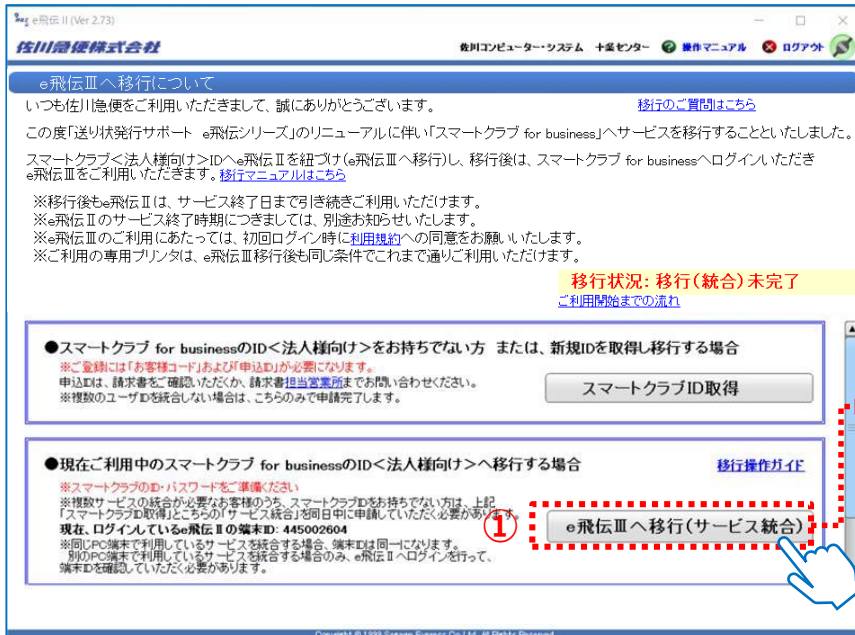 e飛伝Ⅱ(Ver 2.73)
佐川急便株式会社
佐川コンピューター・システム 十条センター 操作マニュアル ログアウト
e飛伝Ⅲへ移行について
いつも佐川急便をご利用いただきまして、誠にありがとうございます。 移行のご質問はこちら
この度「送り状発行サポート e飛伝シリーズ」のリニューアルに伴い「スマートクラブ for business」へサービスを移行することといたしました。
スマートクラブ<法人様向け>IDへe飛伝Ⅱを紐づけ(e飛伝Ⅲへ移行)し、移行後は、スマートクラブ for businessへログインいただき
e飛伝Ⅲをご利用いただきます。移行マニュアルはこちら
※移行後もe飛伝Ⅱは、サービス終了日まで引き続きご利用いただけます。
※e飛伝Ⅱのサービス終了時期につきましては、別途お知らせいたします。
※e飛伝Ⅲのご利用にあたっては、初回ログイン時に利用規約への同意をお願いいたします。
※ご利用の専用プリンタは、e飛伝Ⅲ移行後も同じ条件でこれまで通りご利用いただけます。
移行状況: 移行(統合)未完了
ご利用開始までの流れ
●スマートクラブ for businessのID<法人様向け>をお持ちでない方 または、新規IDを取得し移行する場合
※ご登録には「お客様コード」および「申込ID」が必要になります。
申込IDは、請求書をご確認いただくか、請求書担当営業所までお問い合わせください。
※複数のユーザIDを統合しない場合は、こちらのみで申請完了します。
スマートクラブID取得
●現在ご利用中のスマートクラブ for businessのID<法人様向け>へ移行する場合 移行操作ガイド
※スマートクラブのID・パスワードをご準備ください
※複数サービスの統合が必要なお客様のうち、スマートクラブIDをお持ちでない方は、上記
「スマートクラブID取得」とこちらの「サービス統合」を同日中に申請していただく必要があります。
現在、ログインしているe飛伝Ⅱの端末ID: 445002604
※同じPC端末で利用しているサービスを統合する場合、端末IDは同一になります。
別のPC端末で利用しているサービスを統合する場合のみ、e飛伝Ⅱへログインを行って、
端末IDを確認していただく必要があります。
①
e飛伝Ⅲへ移行(サービス統合)